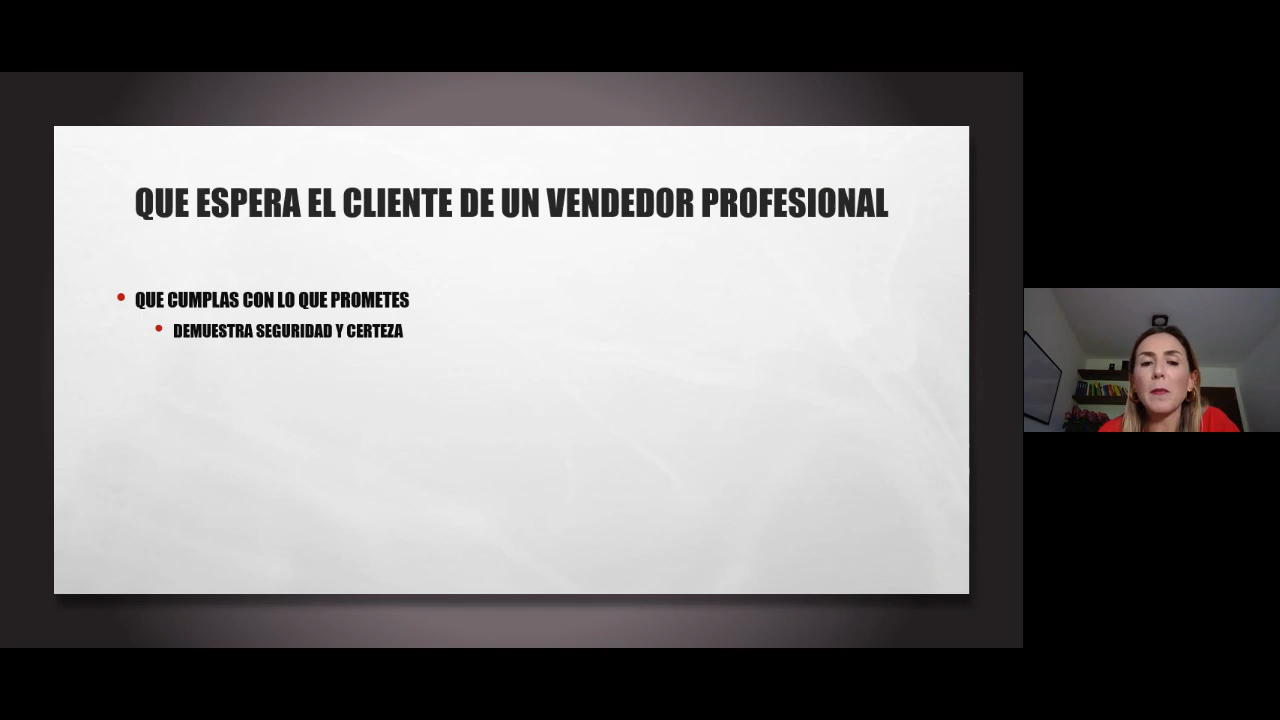 QUE ESPERA EL CLIENTE DE UN VENDEDOR PROFESIONAL
QUE CUMPLAS CON LO QUE PROMETES
DEMUESTRA SEGURIDAD Y CERTEZA